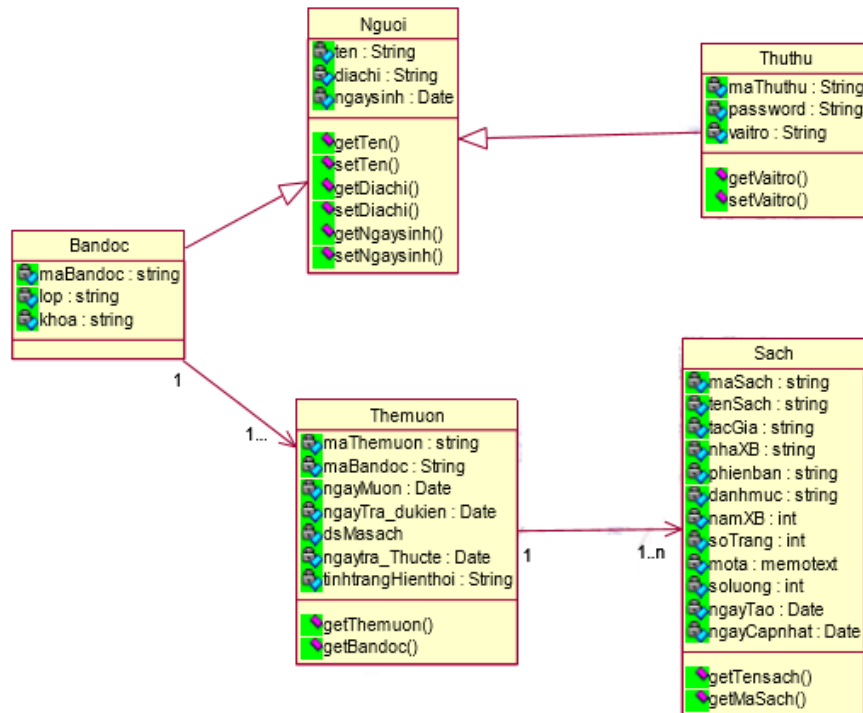 Nguoi
ten : String
diachi : String
ngaysinh : Date
getTen()
setTen()
getDiachi()
setDiachi()
getNgaysinh()
setNgaysinh()
Thuthu
maThuthu : String
password : String
vaitro : String
getVaitro()
setVaitro()
Bandoc
maBandoc : string
lop : string
khoa : string
1
1...
Themuon
maThemuon : string
maBandoc : String
ngayMuon : Date
ngayTra_dukien : Date
dsMasach
ngaytra_Thucte : Date
tinhtrangHienthoi : String
getThemuon()
getBandoc()
1
1..n
Sach
maSach : string
tenSach : string
tacGia : string
nhaXB : string
phienban : string
danhmuc : string
namXB : int
soTrang : int
mota : memotext
soluong : int
ngayTao : Date
ngayCapnhat : Date
getTensach()
getMaSach()